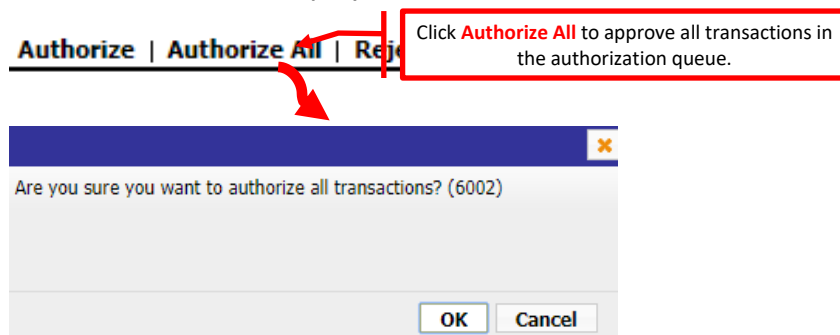 Click Authorize All to approve all transactions in
the authorization queue.
Authorize | Authorize All |
Are you sure you want to authorize all transactions? (6002)
OK Cancel